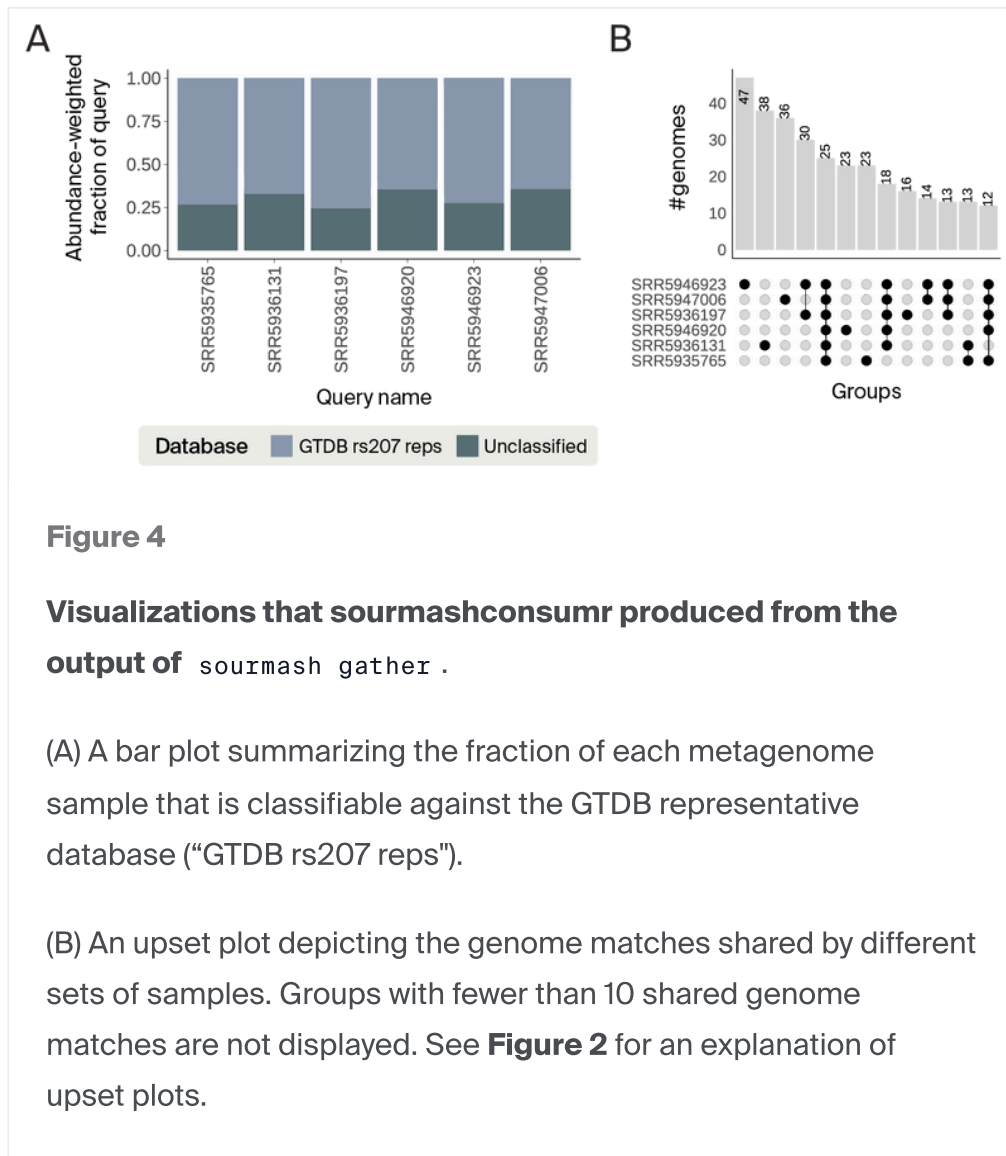 A
Abundance-weighted
fraction of query
1.00
0.75
0.50
0.25
0.00
SRR5935765
SRR5936131
SRR5936197
SRR5946920
SRR5946923
SRR5947006
Query name
Database GTDB rs207 reps Unclassified
B
#genomes
40
30
20
10
0
47 38 36 30 25 23 23 18 16 14 13 13 12
SRR5946923
SRR5947006
SRR5936197
SRR5946920
SRR5936131
SRR5935765
Groups
Figure 4
Visualizations that sourmashconsumr produced from the
output of sourmash gather .
(A) A bar plot summarizing the fraction of each metagenome
sample that is classifiable against the GTDB representative
database (“GTDB rs207 reps").
(B) An upset plot depicting the genome matches shared by different
sets of samples. Groups with fewer than 10 shared genome
matches are not displayed. See Figure 2 for an explanation of
upset plots.